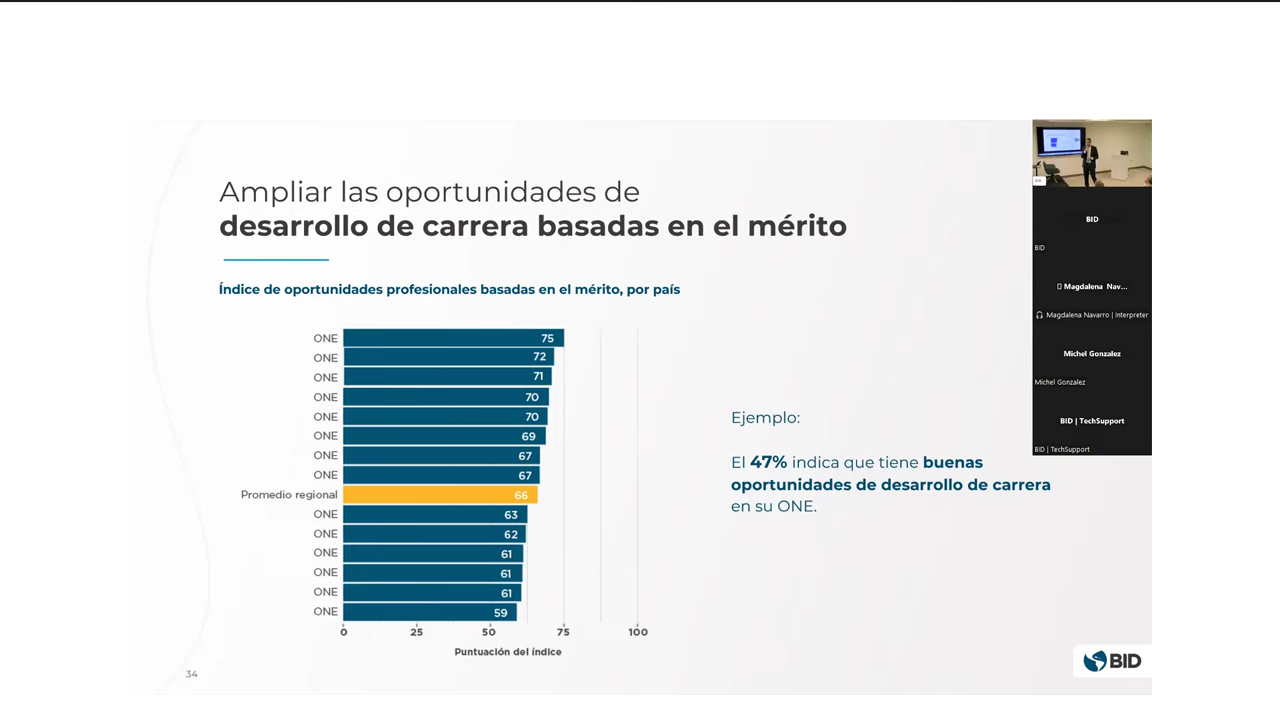 Ampliar las oportunidades de
desarrollo de carrera basadas en el mérito
Índice de oportunidades profesionales basadas en el mérito, por país
ONE 75
ONE 72
ONE 71
ONE 70
ONE 70
ONE 69
ONE 67
ONE 67
Promedio regional 66
ONE 63
ONE 62
ONE 61
ONE 61
ONE 61
ONE 59
0 25 50 75 100
Puntuación del índice
Ejemplo:
El 47% indica que tiene buenas
oportunidades de desarrollo de carrera
en su ONE.
34
BID
BID
BID
Magdalena Nav...
Magdalena Navarro | Interpreter
Michel Gonzalez
Michel Gonzalez
BID | TechSupport
BID | TechSupport